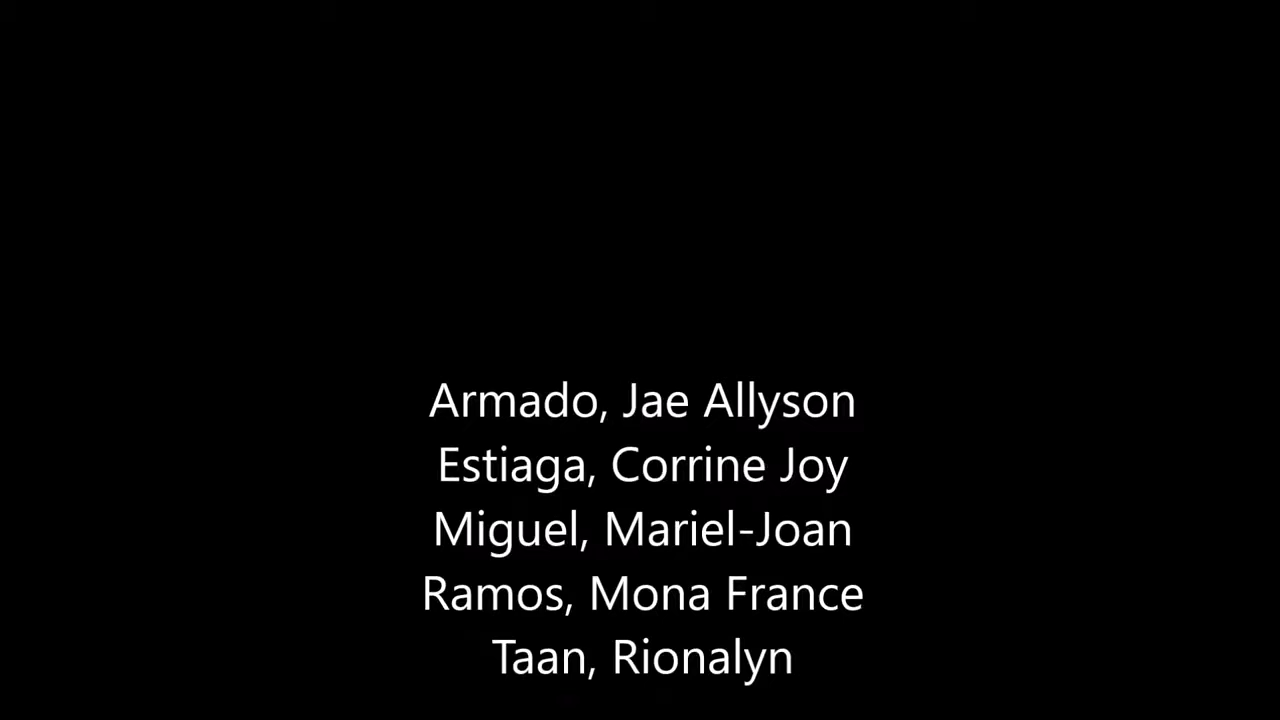 Armado, Jae Allyson
Estiaga, Corrine Joy
Miguel, Mariel-Joan
Ramos, Mona France
Taan, Rionalyn